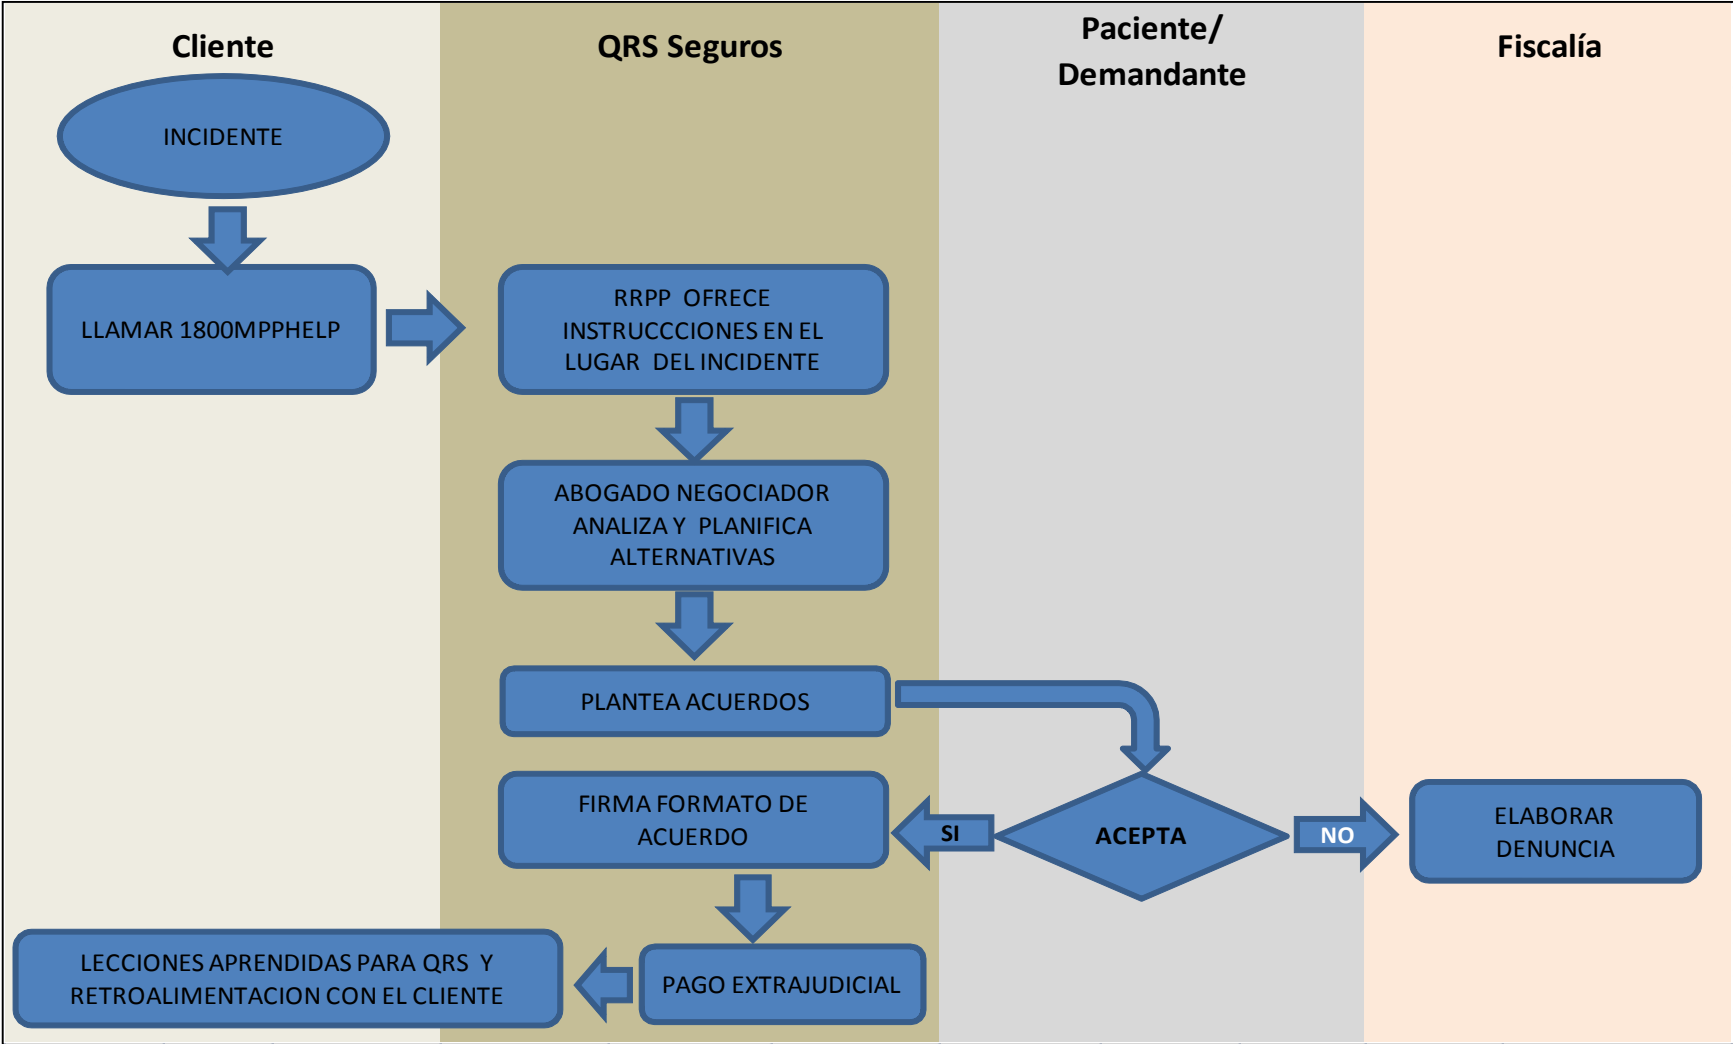 Cliente
QRS Seguros
Paciente/
Demandante
Fiscalía
INCIDENTE
LLAMAR 1800MPPHELP
RRPP OFRECE
INSTRUCCCIONES EN EL
LUGAR DEL INCIDENTE
ABOGADO NEGOCIADOR
ANALIZA Y PLANIFICA
ALTERNATIVAS
PLANTEA ACUERDOS
FIRMA FORMATO DE
ACUERDO
SI
ACEPTA
NO
ELABORAR
DENUNCIA
LECCIONES APRENDIDAS PARA QRS Y
RETROALIMENTACION CON EL CLIENTE
PAGO EXTRAJUDICIAL